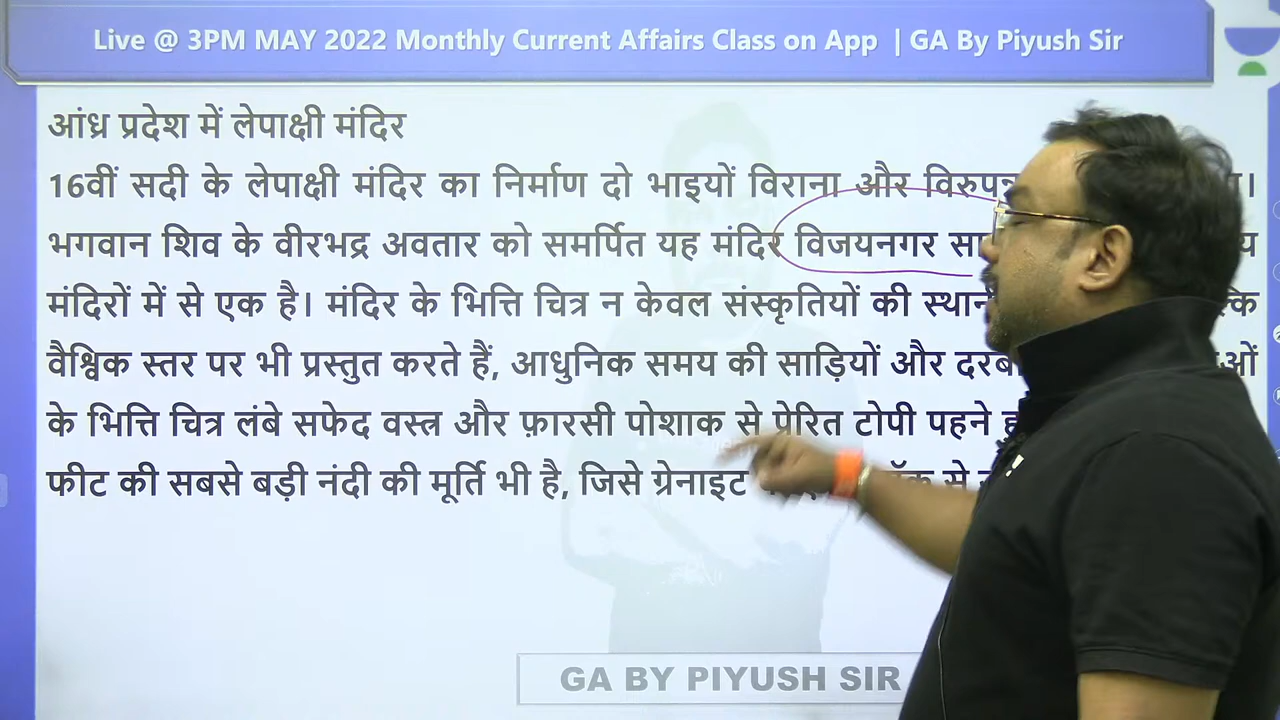 Live @ 3PM MAY 2022 Monthly Current Affairs Class on App | GA By Piyush Sir
आंध्र प्रदेश में लेपाक्षी मंदिर
16वीं सदी के लेपाक्षी मंदिर का निर्माण दो भाइयों विराना और
भगवान शिव के वीरभद्र अवतार को समर्पित यह मंदिर विजयनगर
मंदिरों में से एक है। मंदिर के भित्ति चित्र न केवल संस्कृतियों की
वैश्विक स्तर पर भी प्रस्तुत करते हैं, आधुनिक समय की साड़ियों और
के भित्ति चित्र लंबे सफेद वस्त्र और फ़ारसी पोशाक से प्रेरित टोपी पहने
फीट की सबसे बड़ी नंदी की मूर्ति भी है, जिसे ग्रेनाइट से
GA BY PIYUSH SIR